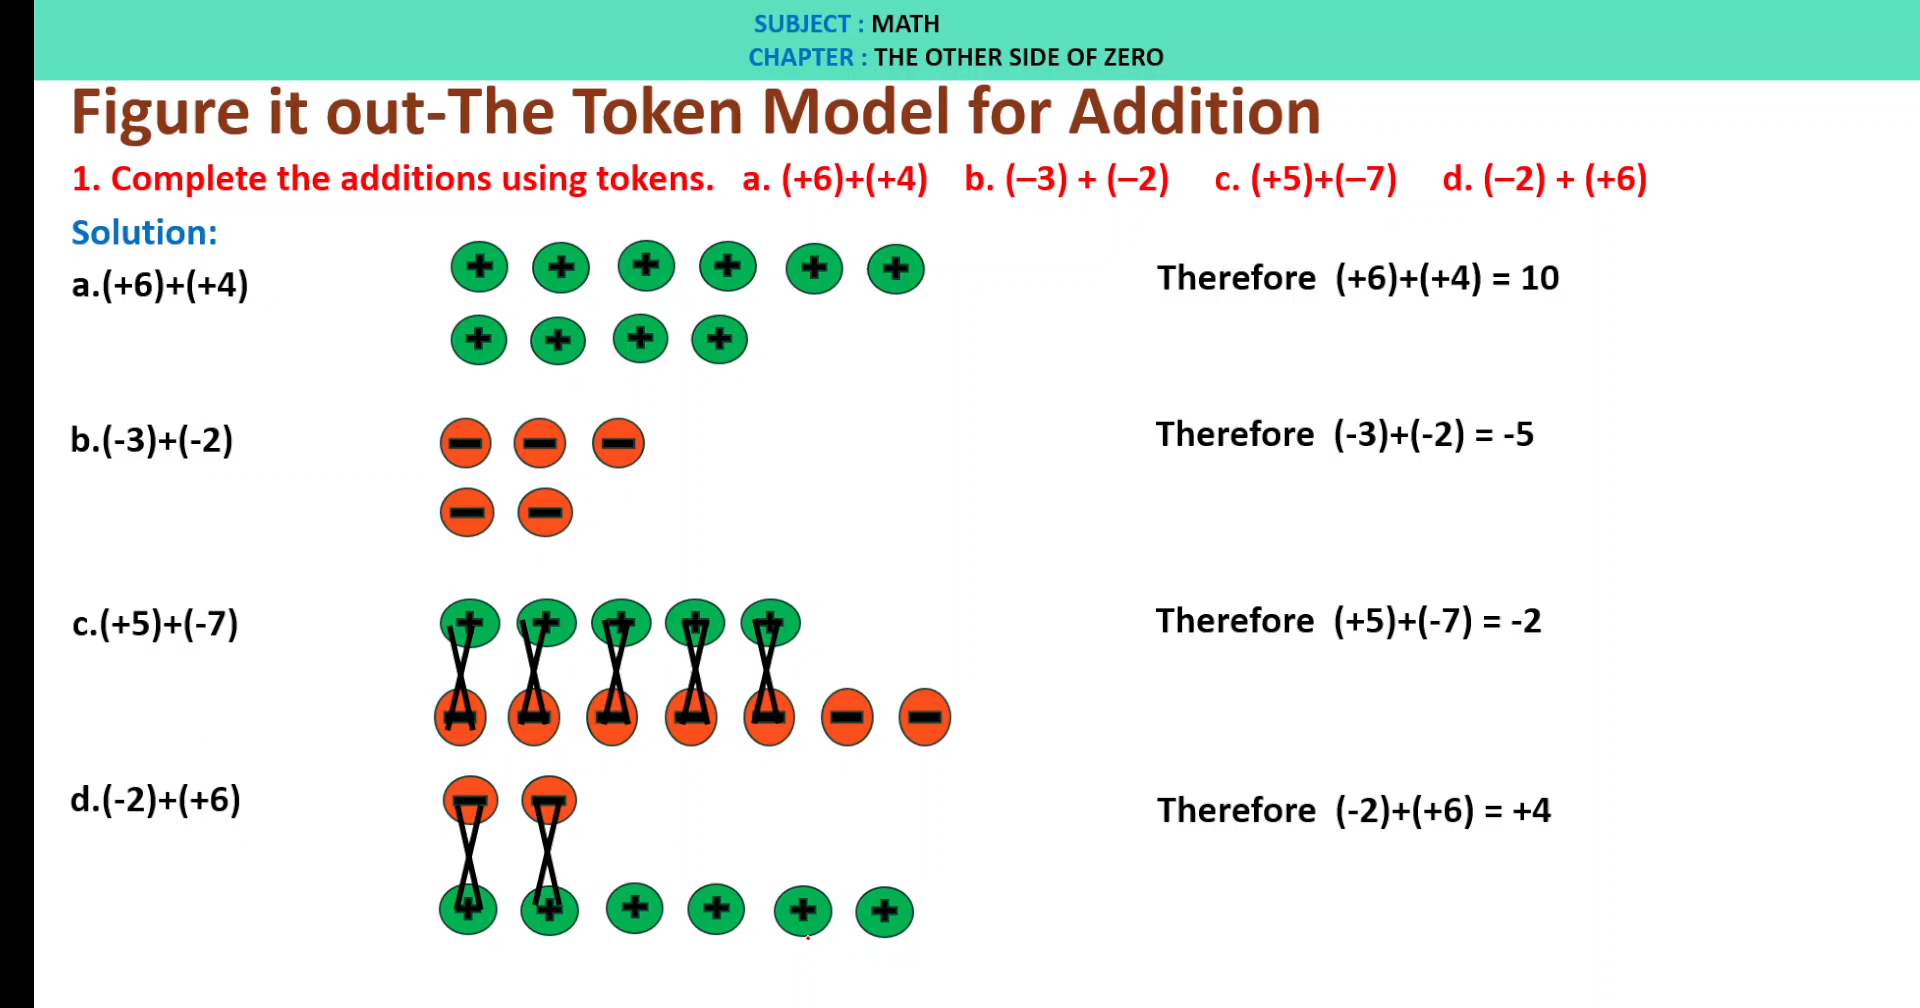 SUBJECT : MATH
CHAPTER : THE OTHER SIDE OF ZERO
Figure it out-The Token Model for Addition
1. Complete the additions using tokens. a. (+6)+(+4) b. (–3) + (–2) c. (+5)+(–7) d. (–2) + (+6)
Solution:
a.(+6)+(+4)
+ + + + + +
+ + + +
Therefore (+6)+(+4) = 10
b.(-3)+(-2)
- - -
- -
Therefore (-3)+(-2) = -5
c.(+5)+(-7)
+ + + + +
- - - - - - -
Therefore (+5)+(-7) = -2
d.(-2)+(+6)
- -
+ + + + + +
Therefore (-2)+(+6) = +4